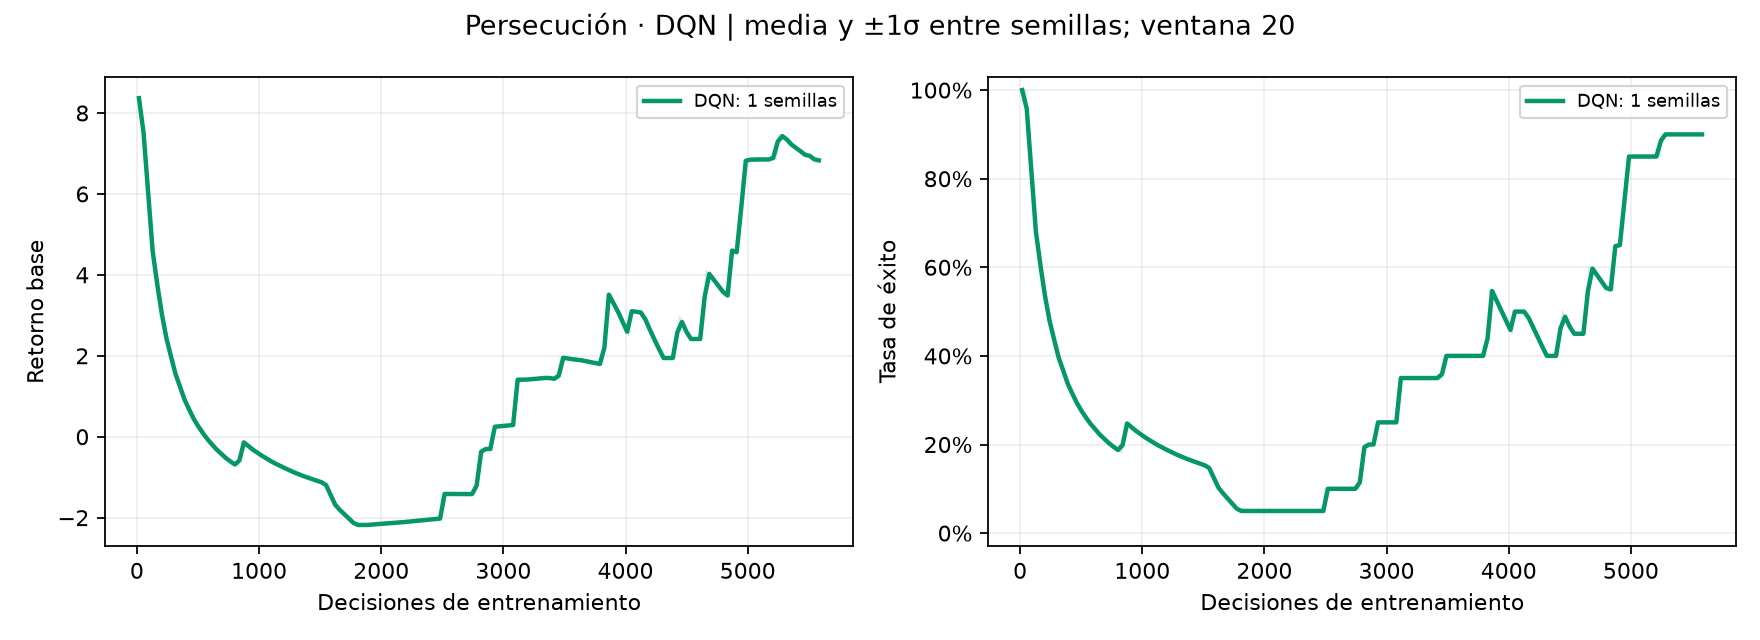 Persecución · DQN | media y ±1σ entre semillas; ventana 20
8
6
4
2
0
−2
Retorno base
DQN: 1 semillas
0 1000 2000 3000 4000 5000
Decisiones de entrenamiento
100%
80%
60%
40%
20%
0%
Tasa de éxito
DQN: 1 semillas
0 1000 2000 3000 4000 5000
Decisiones de entrenamiento